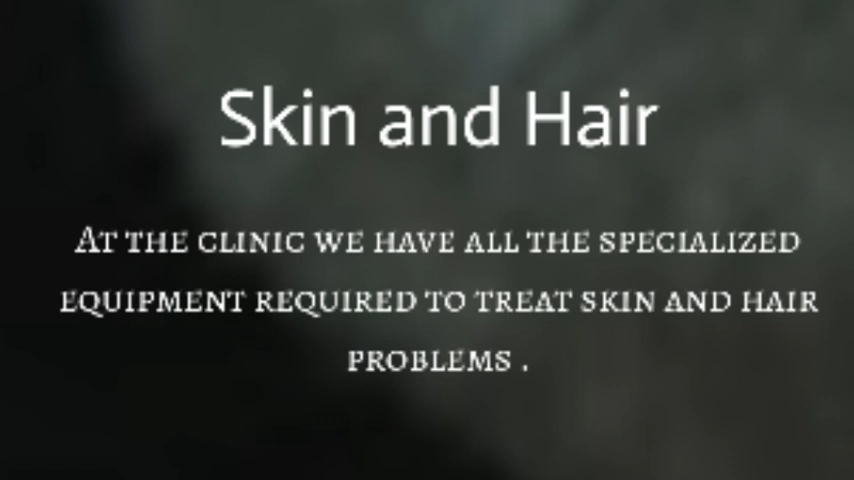 Skin and Hair
At the clinic we have all the specialized
equipment required to treat skin and hair
problems .